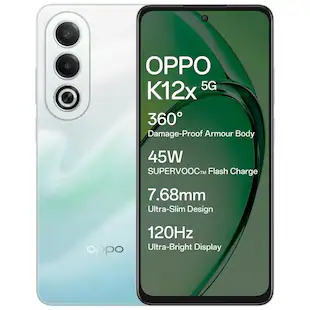 OPPO
K12x 5G
360°
Damage-Proof Armour Body
45W
SUPERVOOC™ Flash Charge
7.68mm
Ultra-Slim Design
120Hz
Ultra-Bright Display
oppo